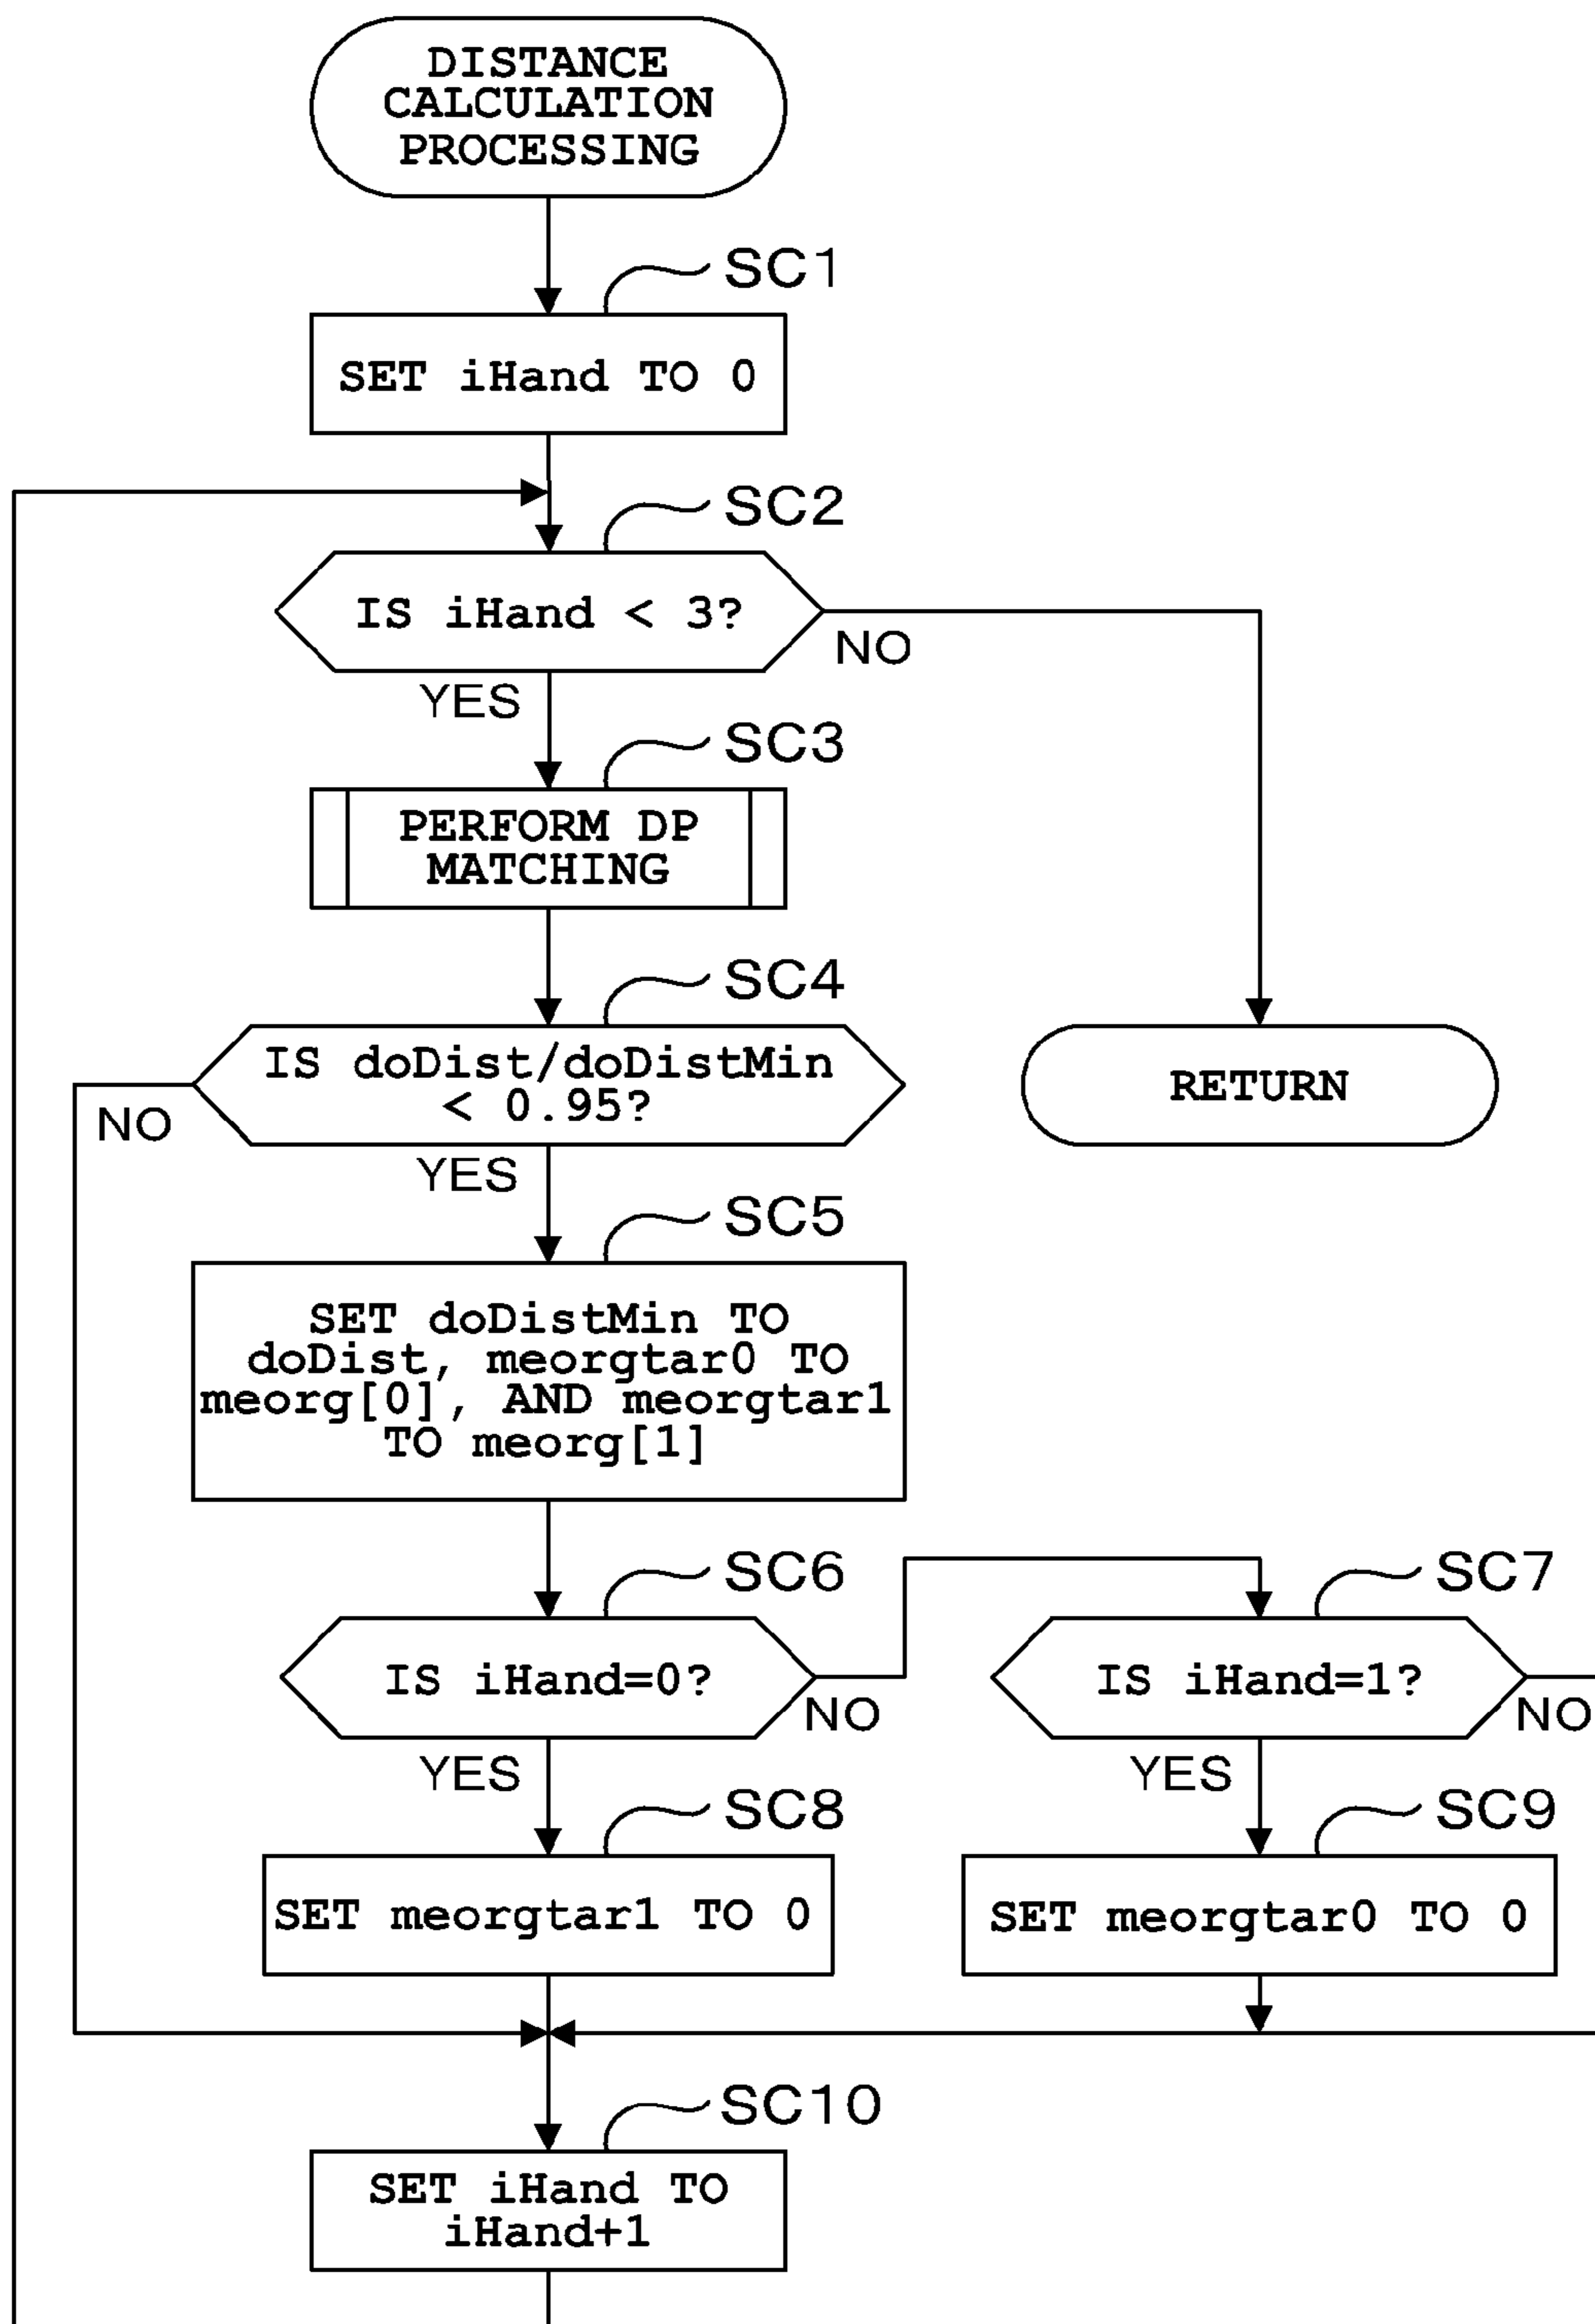 DISTANCE
CALCULATION
PROCESSING
SC1
SET iHand TO 0
SC2
IS iHand < 3?
NO
YES
SC3
PERFORM DP
MATCHING
SC4
IS doDist/doDistMin
< 0.95?
NO
YES
RETURN
SC5
SET doDistMin TO
doDist, meorgtar0 TO
meorg[0], AND meorgtar1
TO meorg[1]
SC6
IS iHand=0?
NO
YES
SC7
IS iHand=1?
NO
YES
SC8
SET meorgtar1 TO 0
SC9
SET meorgtar0 TO 0
SC10
SET iHand TO
iHand+1